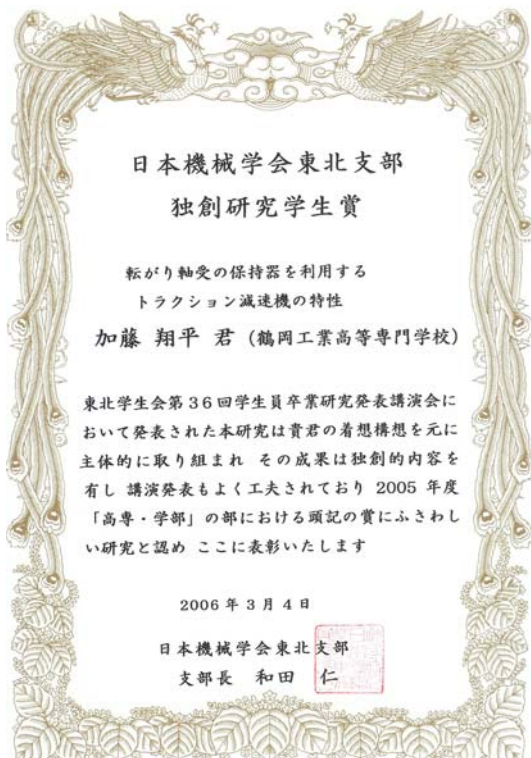 日本機械学会東北支部
独創研究学生賞
転がり軸受の保持器を利用する
トラクション減速機の特性
加藤 翔平 君 (鶴岡工業高等専門学校)
東北学生会第36回学生員卒業研究発表講演会に
おいて発表された本研究は貴君の着想構想を元に
主体的に取り組まれ その成果は独創的内容を
有し 講演発表もよく工夫されており 2005 年度
「高専・学部」の部における頭記の賞にふさわし
い研究と認め ここに表彰いたします
2006 年 3 月 4 日
日本機械学会東北支部
支部長 和田 仁